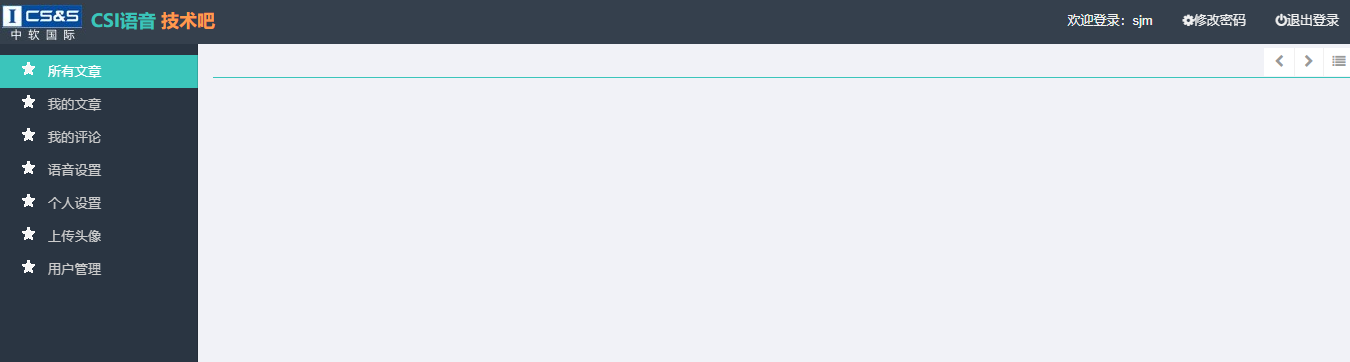 I CS&S
中软国际
CSI语音 技术吧
欢迎登录：sjm
修改密码
退出登录
所有文章
我的文章
我的评论
语音设置
个人设置
上传头像
用户管理